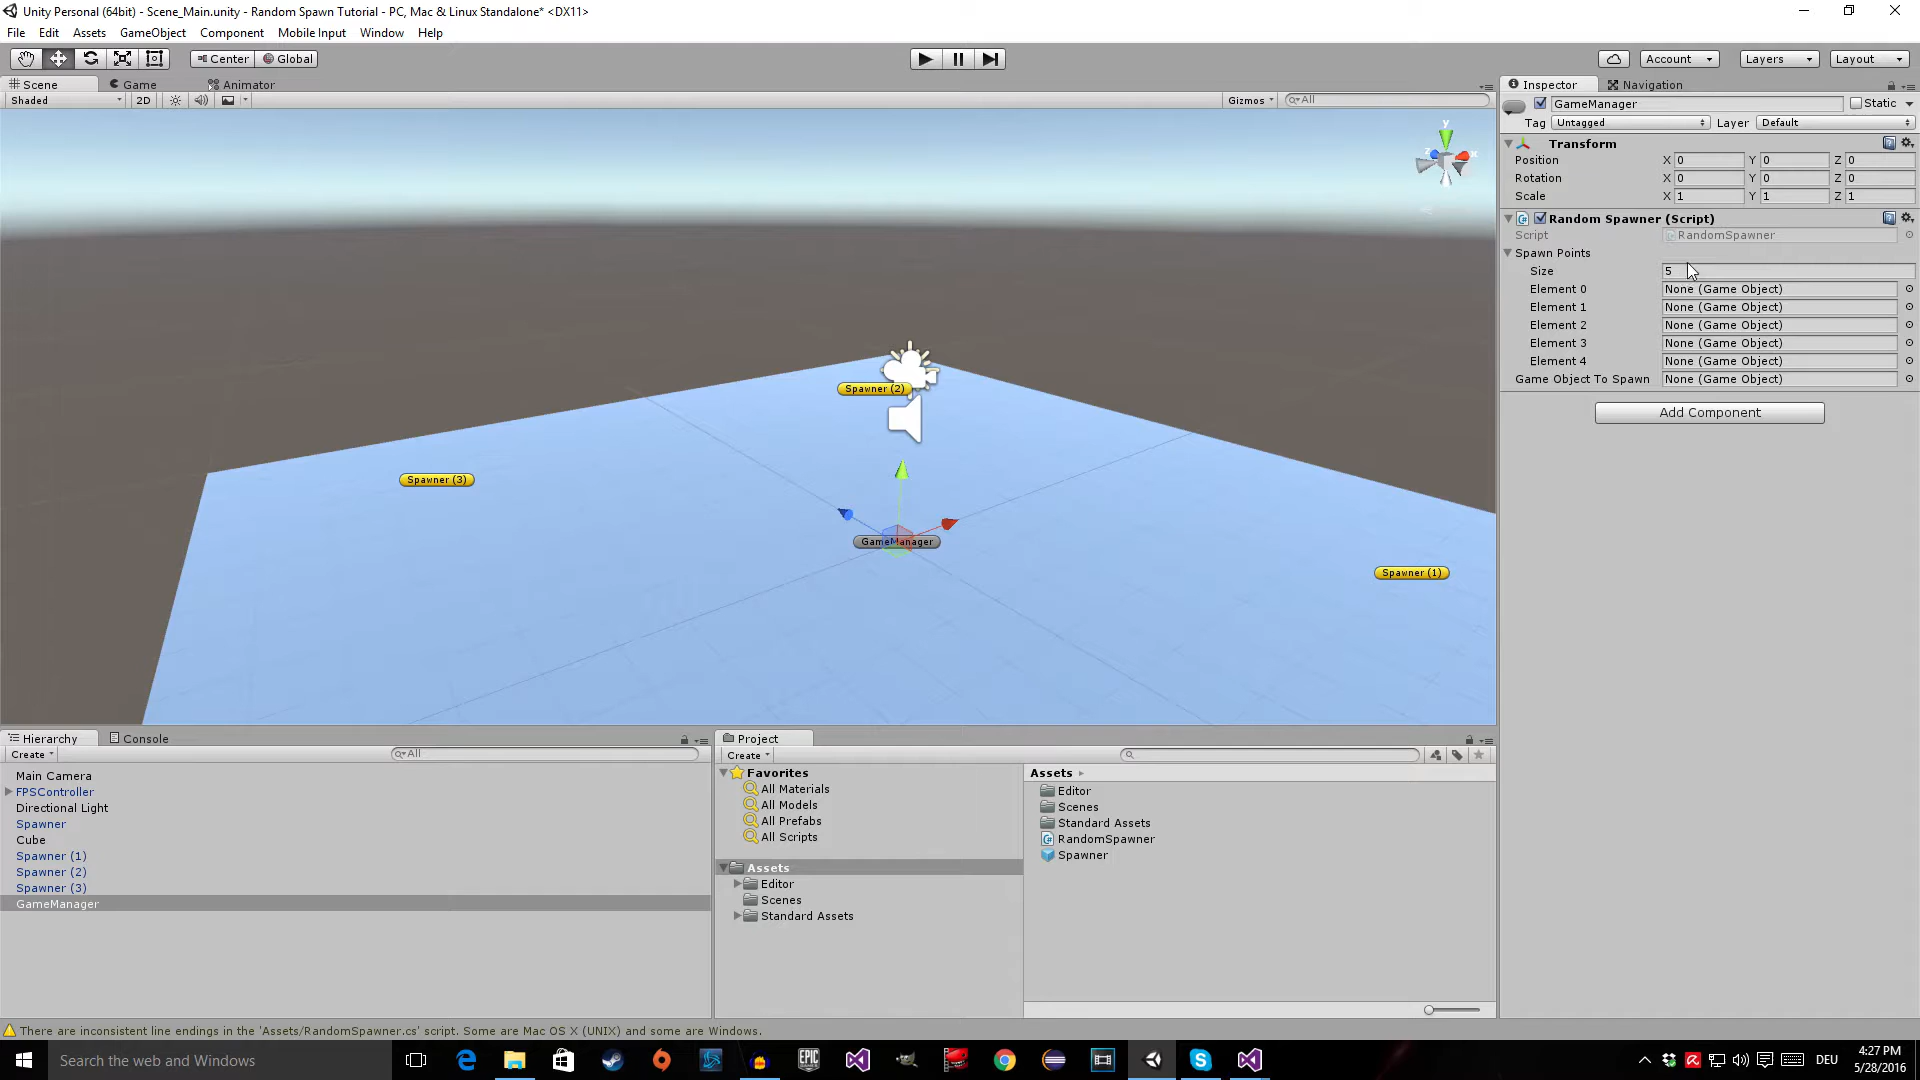 Unity Personal (64bit) - Scene_Main.unity - Random Spawn Tutorial - PC, Mac & Linux Standalone* <DX11>
File Edit Assets GameObject Component Mobile Input Window Help
Center Global Account Layers Layout
Scene Game Animator
Shaded 2D Gizmos All
y
x
z
Spawner (2)
Spawner (3)
GameManager
Spawner (1)
Inspector Navigation
GameManager Static
Tag Untagged Layer Default
Transform
Position X 0 Y 0 Z 0
Rotation X 0 Y 0 Z 0
Scale X 1 Y 1 Z 1
Random Spawner (Script)
Script RandomSpawner
Spawn Points
Size 5
Element 0 None (Game Object)
Element 1 None (Game Object)
Element 2 None (Game Object)
Element 3 None (Game Object)
Element 4 None (Game Object)
Game Object To Spawn None (Game Object)
Add Component
Hierarchy Console
Create All
Main Camera
FPSController
Directional Light
Spawner
Cube
Spawner (1)
Spawner (2)
Spawner (3)
GameManager
Project
Create
Favorites
All Materials
All Models
All Prefabs
All Scripts
Assets
Editor
Scenes
Standard Assets
Assets
Editor
Scenes
Standard Assets
RandomSpawner
Spawner
There are inconsistent line endings in the 'Assets/RandomSpawner.cs' script. Some are Mac OS X (UNIX) and some are Windows.
Search the web and Windows
EPIC GAMES
DEU
4:27 PM
5/28/2016